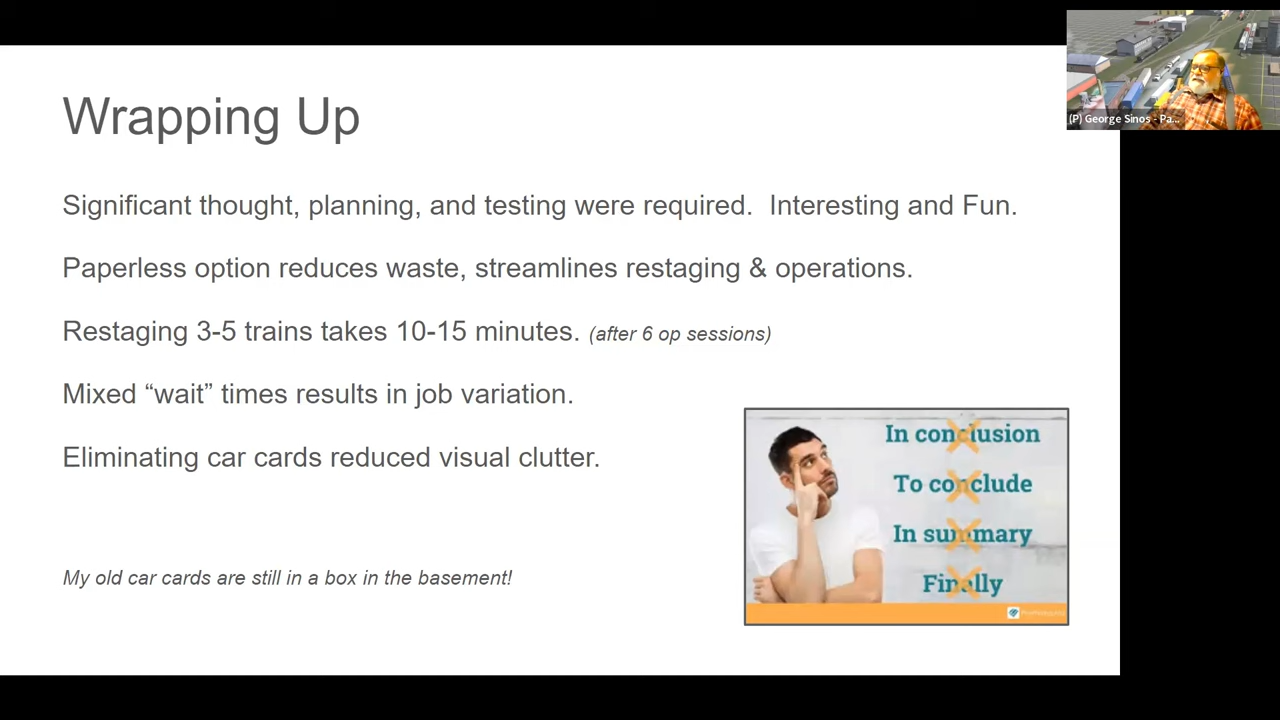 Wrapping Up
(P) George Sinos - Pa...
Significant thought, planning, and testing were required.  Interesting and Fun.
Paperless option reduces waste, streamlines restaging & operations.
Restaging 3-5 trains takes 10-15 minutes. (after 6 op sessions)
Mixed “wait” times results in job variation.
Eliminating car cards reduced visual clutter.
In conclusion
To conclude
In summary
Finally
My old car cards are still in a box in the basement!